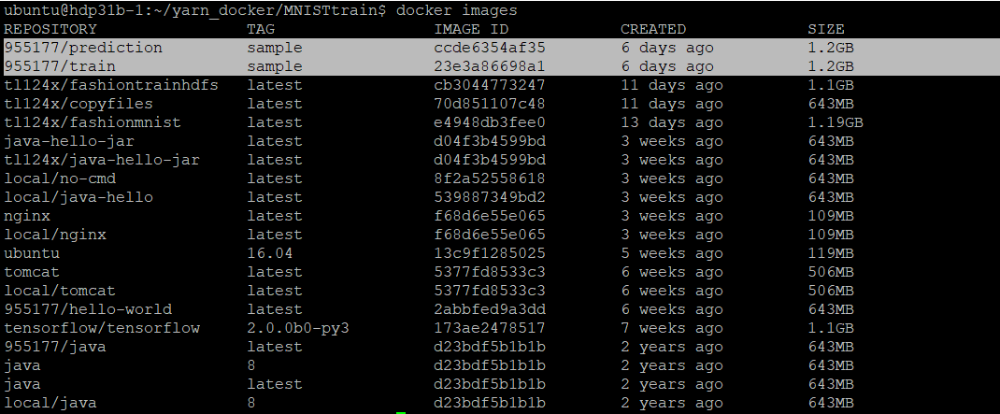 ubuntu@hdp31b-1:~/yarn_docker/MNISTtrain$ docker images
REPOSITORY TAG IMAGE ID CREATED SIZE
955177/prediction sample ccde6354af35 6 days ago 1.2GB
955177/train sample 23e3a86698a1 6 days ago 1.2GB
tl124x/fashiontrainhdfs latest cb3044773247 11 days ago 1.1GB
tl124x/copyfiles latest 70d851107c48 11 days ago 643MB
tl124x/fashionmnist latest e4948db3fee0 13 days ago 1.19GB
java-hello-jar latest d04f3b4599bd 3 weeks ago 643MB
tl124x/java-hello-jar latest d04f3b4599bd 3 weeks ago 643MB
local/no-cmd latest 8f2a52558618 3 weeks ago 643MB
local/java-hello latest 539887349bd2 3 weeks ago 643MB
nginx latest f68d6e55e065 3 weeks ago 109MB
local/nginx latest f68d6e55e065 3 weeks ago 109MB
ubuntu 16.04 13c9f1285025 5 weeks ago 119MB
tomcat latest 5377fd8533c3 6 weeks ago 506MB
local/tomcat latest 5377fd8533c3 6 weeks ago 506MB
955177/hello-world latest 2abbfed9a3dd 6 weeks ago 643MB
tensorflow/tensorflow 2.0.0b0-py3 173ae2478517 7 weeks ago 1.1GB
955177/java latest d23bdf5b1b1b 2 years ago 643MB
java 8 d23bdf5b1b1b 2 years ago 643MB
java latest d23bdf5b1b1b 2 years ago 643MB
local/java 8 d23bdf5b1b1b 2 years ago 643MB